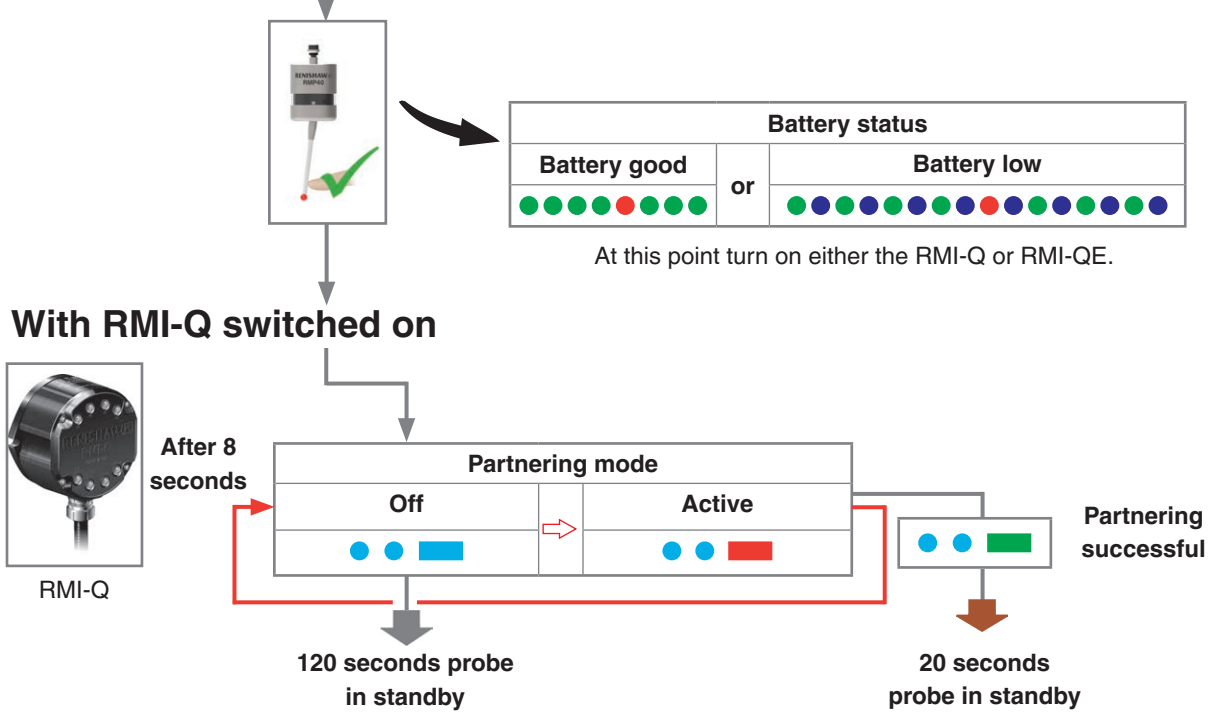 RENISHAW
RMP40
Battery status
Battery good
or
Battery low
At this point turn on either the RMI-Q or RMI-QE.
With RMI-Q switched on
After 8
seconds
RMI-Q
Partnering mode
Off
Active
Partnering
successful
120 seconds probe
in standby
20 seconds
probe in standby